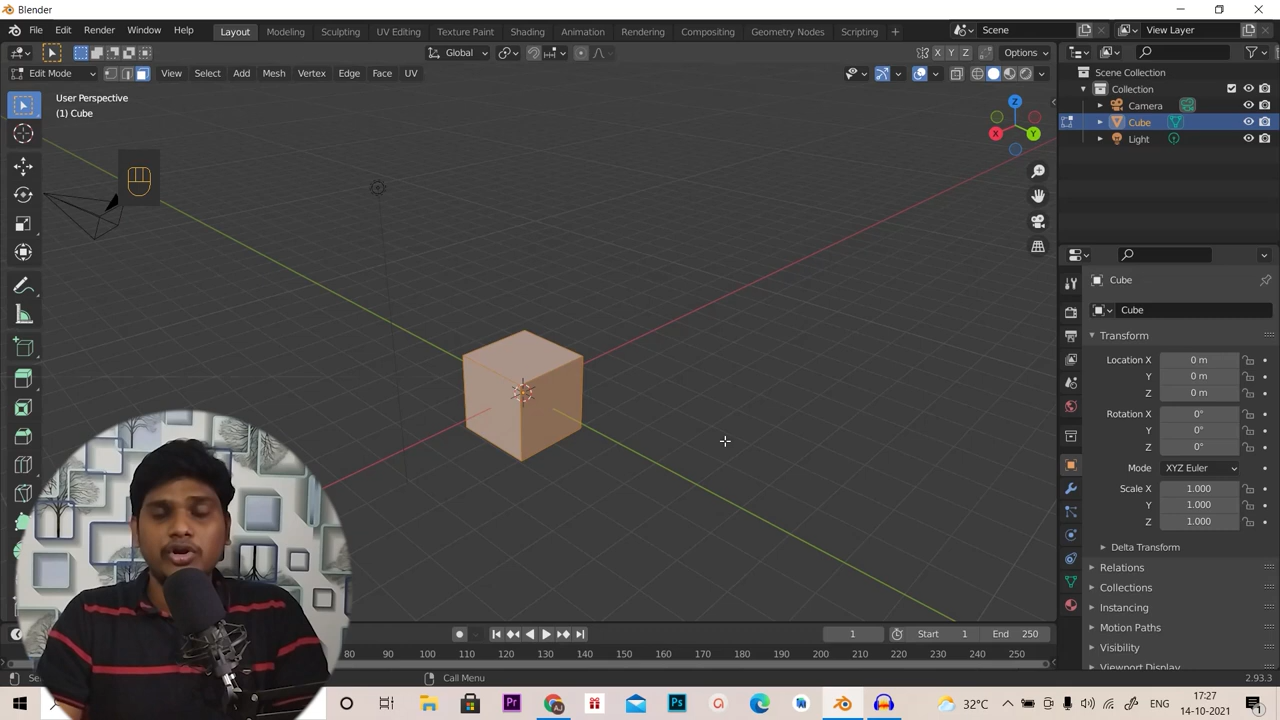 Blender
File Edit Render Window Help
Layout Modeling Sculpting UV Editing Texture Paint Shading Animation Rendering Compositing Geometry Nodes Scripting +
Scene
View Layer
Global
X Y Z
Options
Edit Mode
View Select Add Mesh Vertex Edge Face UV
User Perspective
(1) Cube
Z
X
Y
Scene Collection
Collection
Camera
Cube
Light
Cube
Cube
Transform
Location X 0 m
Y 0 m
Z 0 m
Rotation X 0°
Y 0°
Z 0°
Mode XYZ Euler
Scale X 1.000
Y 1.000
Z 1.000
Delta Transform
Relations
Collections
Instancing
Motion Paths
Visibility
Viewport Display
1 Start 1 End 250
80 90 100 110 120 130 140 150 160 170 180 190 200 210 220 230 240 250
Call Menu
2.93.3
Pr
Ps
32°C
ENG
17:27
14-10-2021
1